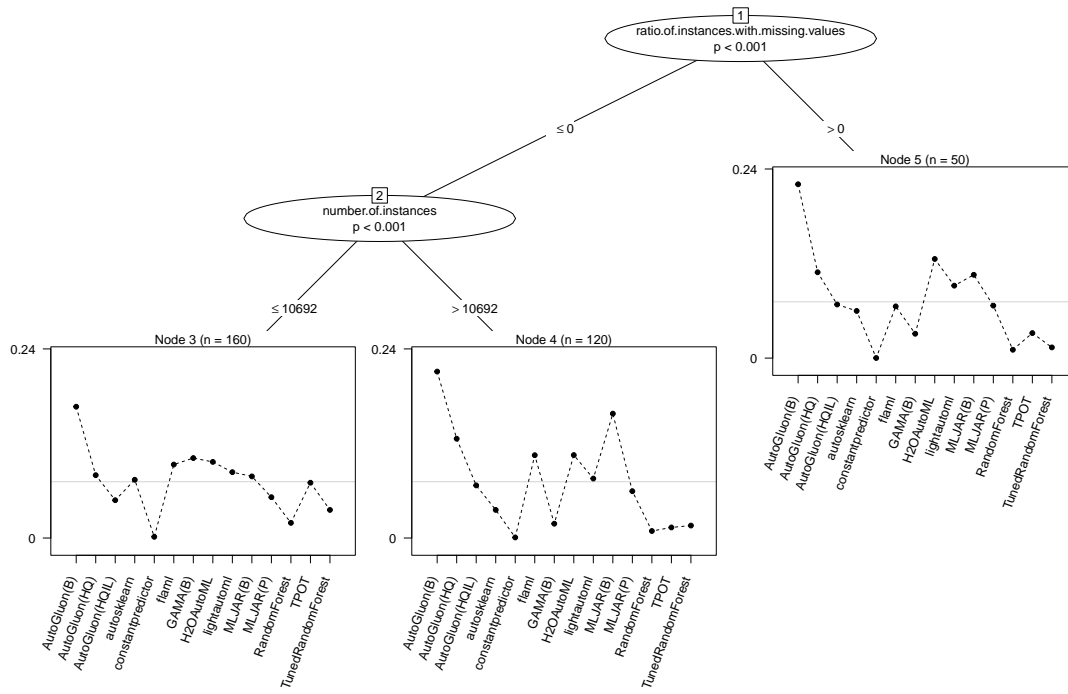 1
ratio.of.instances.with.missing.values
p < 0.001
≤ 0
> 0
2
number.of.instances
p < 0.001
≤ 10692
> 10692
Node 3 (n = 160)
0.24
0
AutoGluon(B)
AutoGluon(HQ)
AutoGluon(HQIL)
autosklearn
constantpredictor
flaml
GAMA(B)
H2OAutoML
lightautoml
MLJAR(B)
MLJAR(P)
RandomForest
TPOT
TunedRandomForest
Node 4 (n = 120)
0.24
0
AutoGluon(B)
AutoGluon(HQ)
AutoGluon(HQIL)
autosklearn
constantpredictor
flaml
GAMA(B)
H2OAutoML
lightautoml
MLJAR(B)
MLJAR(P)
RandomForest
TPOT
TunedRandomForest
Node 5 (n = 50)
0.24
0
AutoGluon(B)
AutoGluon(HQ)
AutoGluon(HQIL)
autosklearn
constantpredictor
flaml
GAMA(B)
H2OAutoML
lightautoml
MLJAR(B)
MLJAR(P)
RandomForest
TPOT
TunedRandomForest